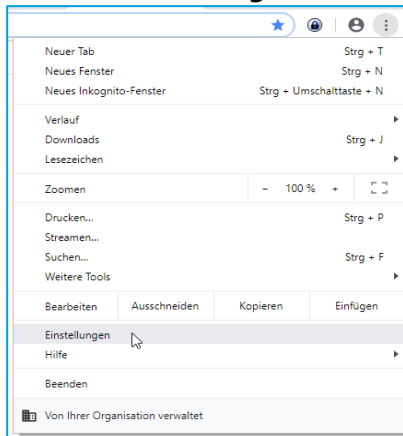 Neuer Tab Strg + T
Neues Fenster Strg + N
Neues Inkognito-Fenster Strg + Umschalttaste + N
Verlauf
Downloads Strg + J
Lesezeichen
Zoomen - 100 % +
Drucken... Strg + P
Streamen...
Suchen... Strg + F
Weitere Tools
Bearbeiten Ausschneiden Kopieren Einfügen
Einstellungen
Hilfe
Beenden
Von Ihrer Organisation verwaltet